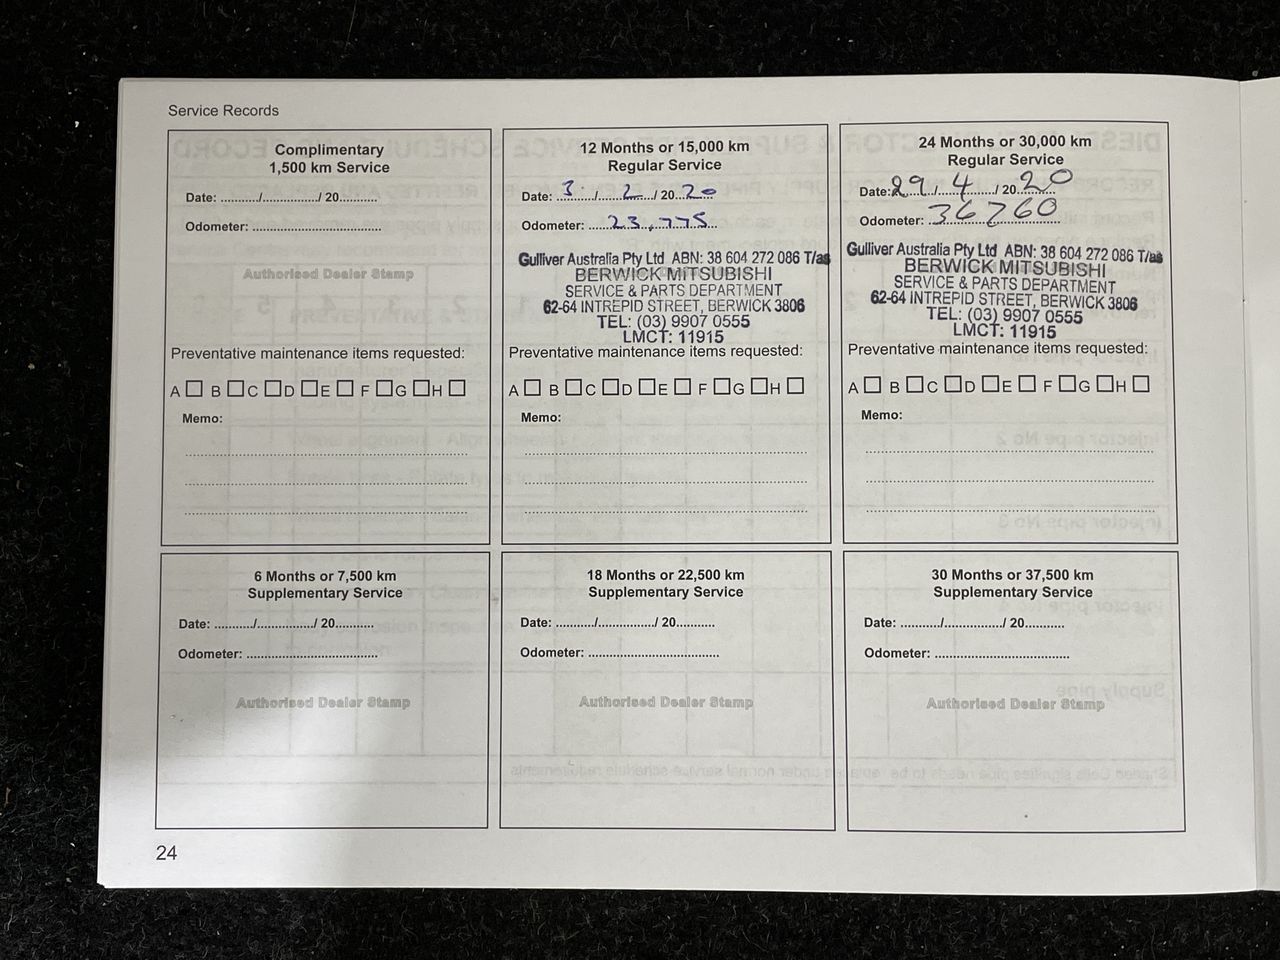 Service Records
Complimentary
1,500 km Service
Date: .........../................/ 20...........
Odometer: .....................................
Authorised Dealer Stamp
Preventative maintenance items requested:
A B C D E F G H
Memo:
12 Months or 15,000 km
Regular Service
Date: 3 / 2 / 20 20
Odometer: 23,775
Gulliver Australia Pty Ltd ABN: 38 604 272 086 T/as
BERWICK MITSUBISHI
SERVICE & PARTS DEPARTMENT
62-64 INTREPID STREET, BERWICK 3806
TEL: (03) 9907 0555
LMCT: 11915
Preventative maintenance items requested:
A B C D E F G H
Memo:
24 Months or 30,000 km
Regular Service
Date: 29 / 4 / 20 20
Odometer: 36760
Gulliver Australia Pty Ltd ABN: 38 604 272 086 T/as
BERWICK MITSUBISHI
SERVICE & PARTS DEPARTMENT
62-64 INTREPID STREET, BERWICK 3806
TEL: (03) 9907 0555
LMCT: 11915
Preventative maintenance items requested:
A B C D E F G H
Memo:
6 Months or 7,500 km
Supplementary Service
Date: .........../................/ 20...........
Odometer: .....................................
Authorised Dealer Stamp
18 Months or 22,500 km
Supplementary Service
Date: .........../................/ 20...........
Odometer: .....................................
Authorised Dealer Stamp
30 Months or 37,500 km
Supplementary Service
Date: .........../................/ 20...........
Odometer: .....................................
Authorised Dealer Stamp
24